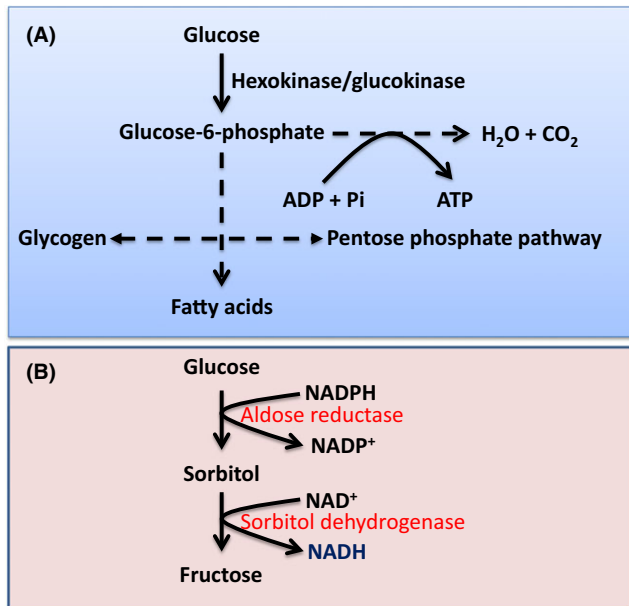 (A)
Glucose
Hexokinase/glucokinase
Glucose-6-phosphate
H₂O + CO₂
ADP + Pi
ATP
Glycogen
Pentose phosphate pathway
Fatty acids
(B)
Glucose
NADPH
Aldose reductase
NADP⁺
Sorbitol
NAD⁺
Sorbitol dehydrogenase
NADH
Fructose